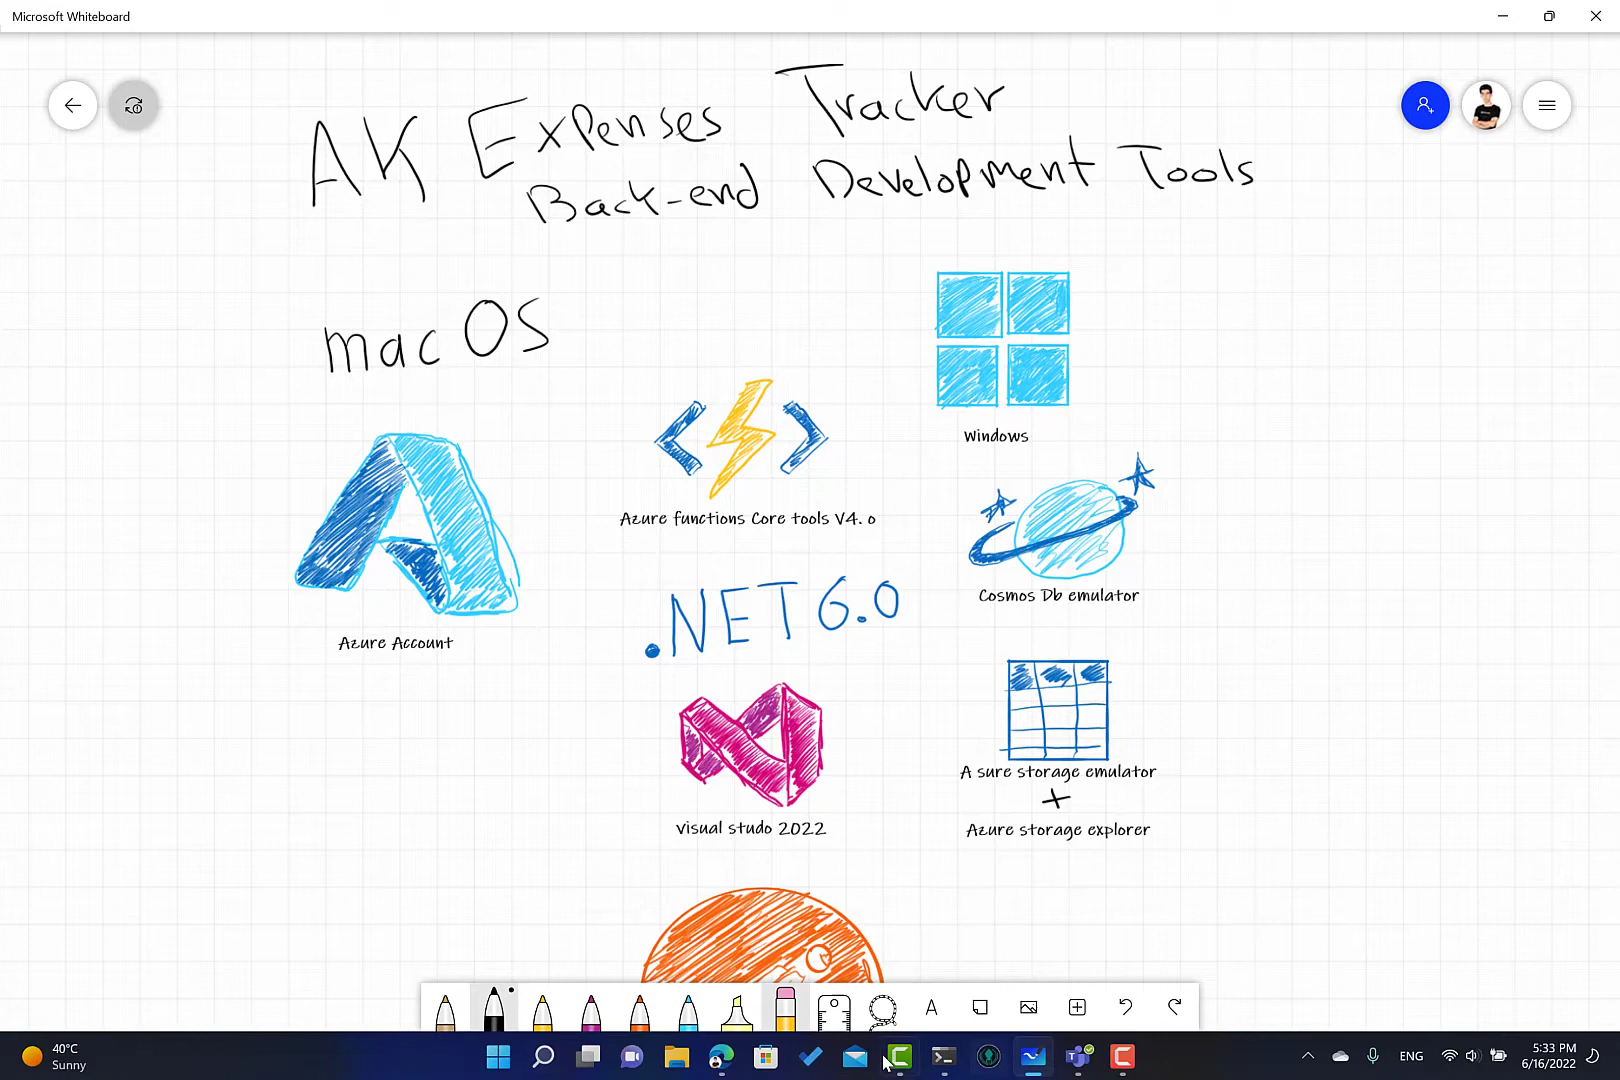 Microsoft Whiteboard
AK Expenses Tracker
Back-end Development Tools
mac OS
Windows
Azure functions Core tools V4. o
Cosmos Db emulator
.NET 6.0
Azure Account
A sure storage emulator
+
Visual studo 2022
Azure storage explorer
A
40°C
Sunny
ENG
5:33 PM
6/16/2022